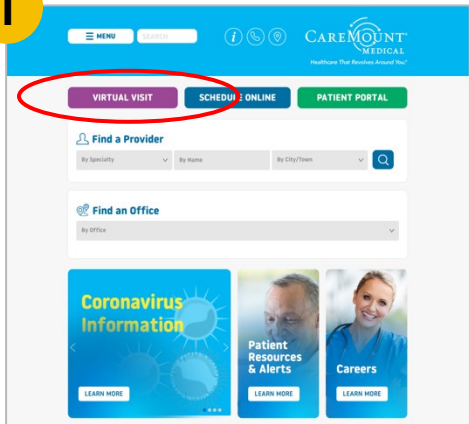 1
MENU SEARCH... i CAREMOUNT
MEDICAL
Healthcare That Revolves Around You®
VIRTUAL VISIT SCHEDULE ONLINE PATIENT PORTAL
Find a Provider
By Specialty By Name By City/Town
Find an Office
By Office
Coronavirus
Information
LEARN MORE
Patient
Resources
& Alerts
LEARN MORE
Careers
LEARN MORE